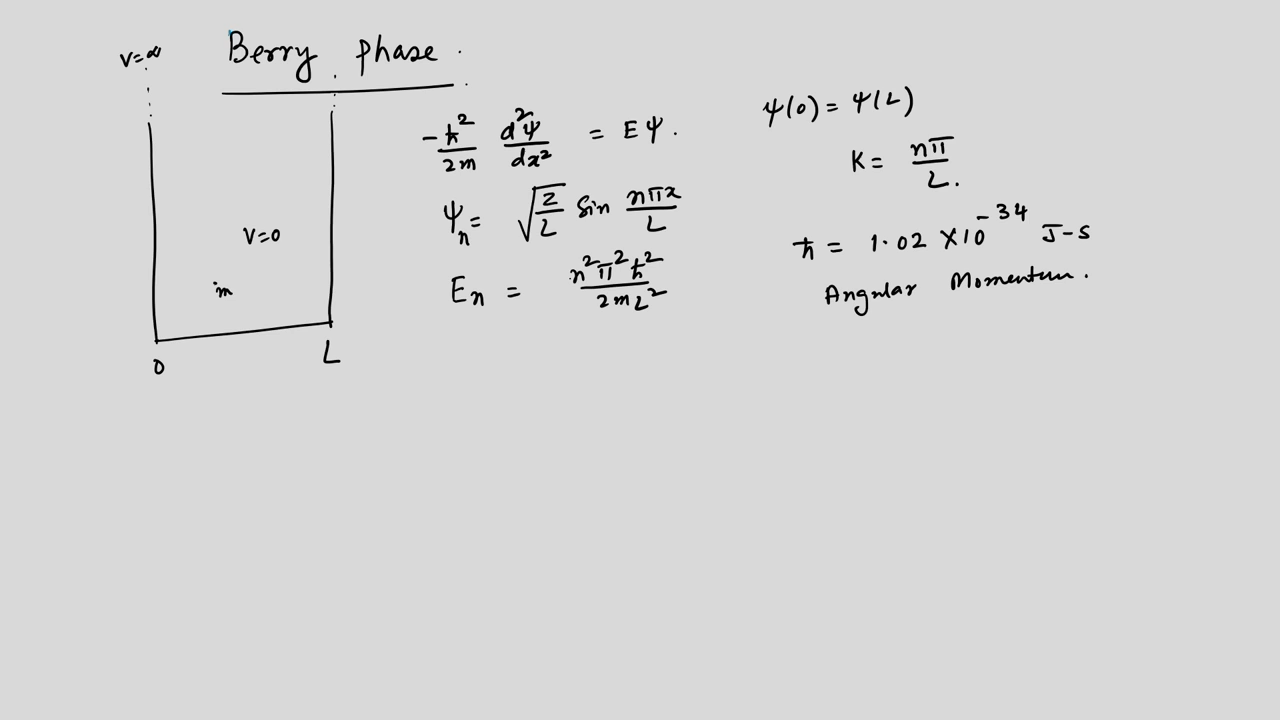 Berry phase.
V=∞
V=0
m
0 L
-ħ²/2m d²ψ/dx² = Eψ.
ψn = √(2/L) Sin nπx/L
En = n²π²ħ²/2mL²
ψ(0) = ψ(L)
K = nπ/L.
ħ = 1.02 X10^-34 J-s
Angular Momentum.